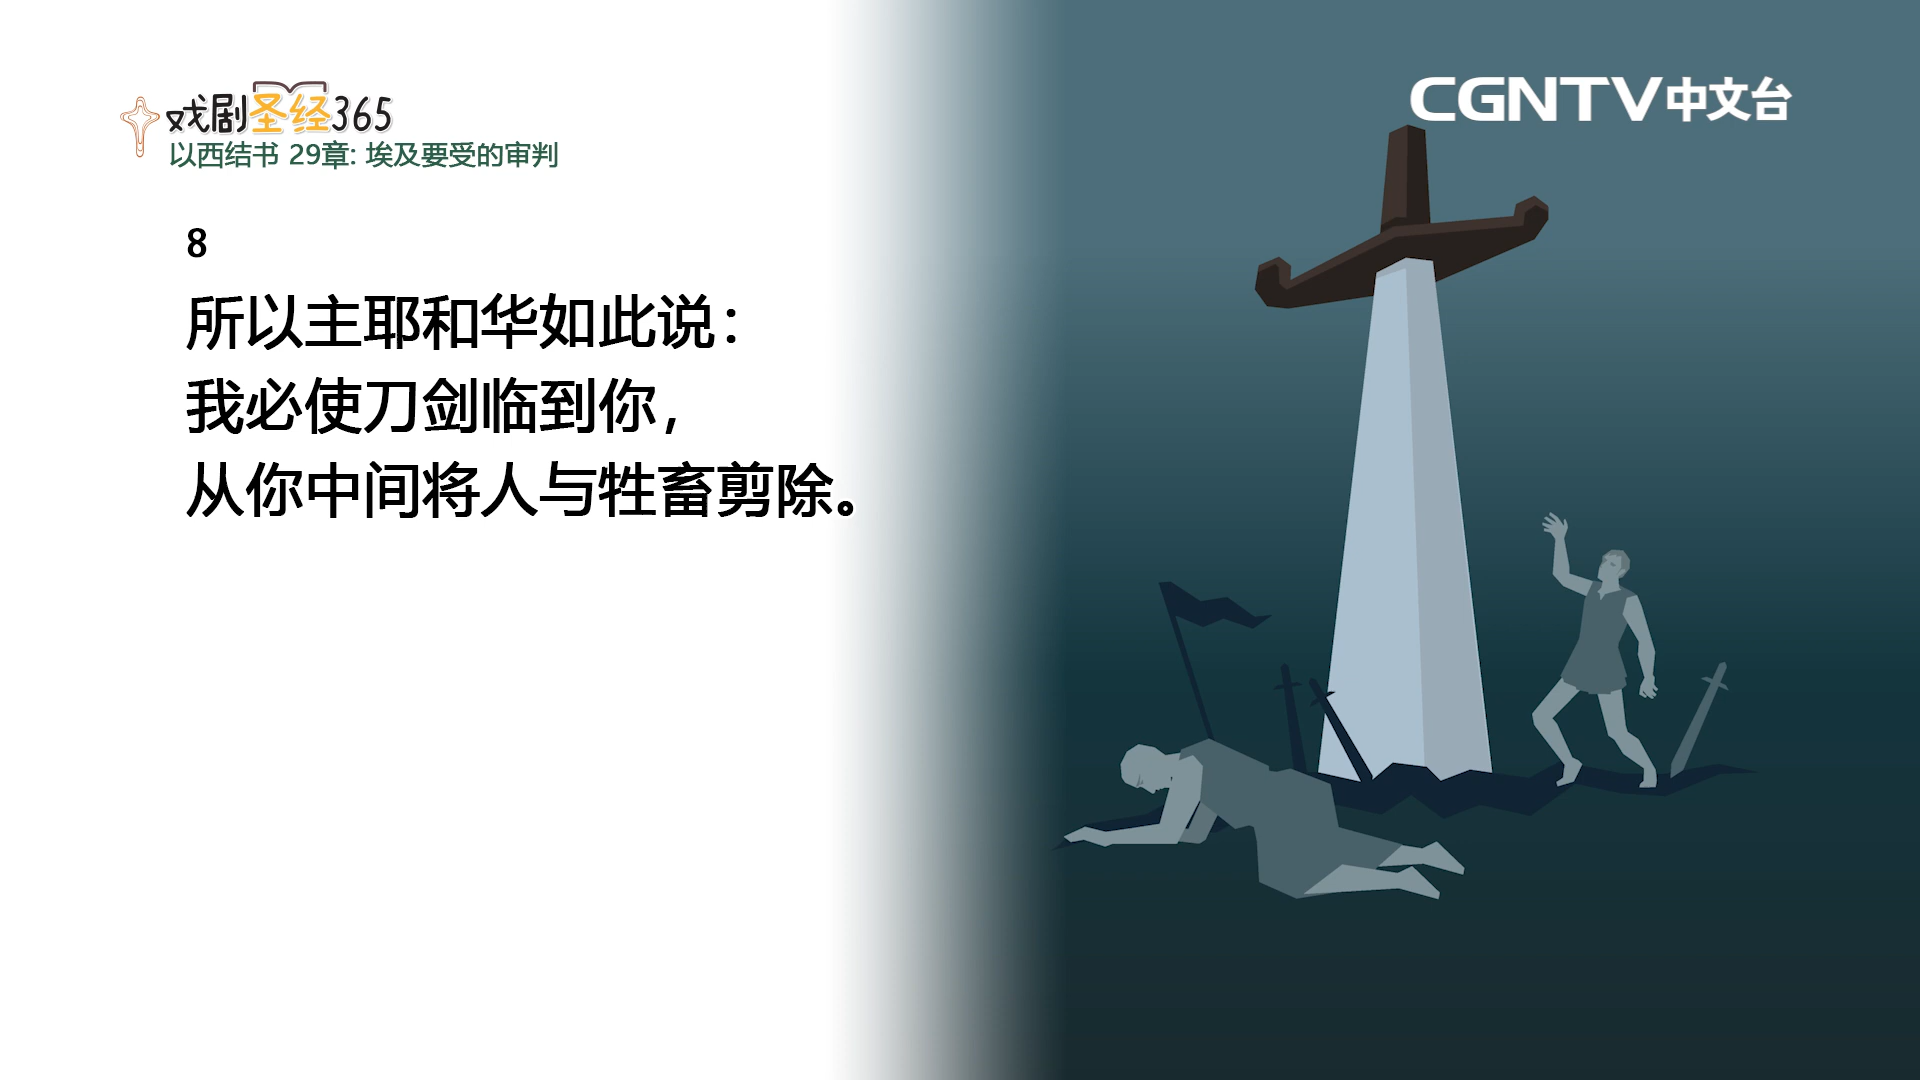 戏剧圣经365
CGNTV中文台
以西结书 29章: 埃及要受的审判
8
所以主耶和华如此说：
我必使刀剑临到你，
从你中间将人与牲畜剪除。